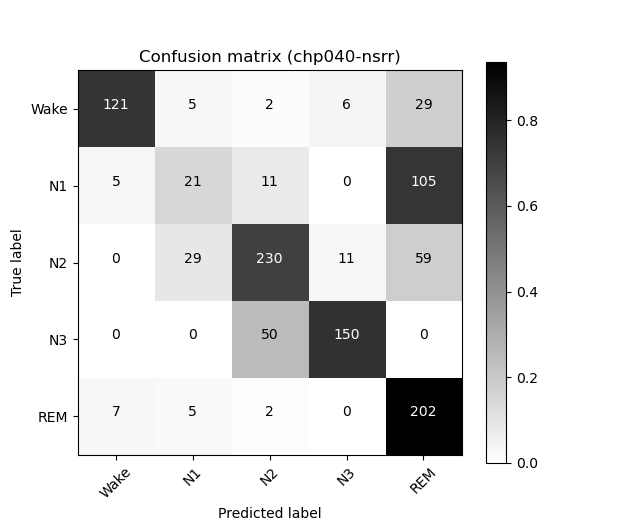 Confusion matrix (chp040-nsrr)
Wake 121 5 2 6 29
N1 5 21 11 0 105
N2 0 29 230 11 59
N3 0 0 50 150 0
REM 7 5 2 0 202
Wake N1 N2 N3 REM
Predicted label
True label
0.8
0.6
0.4
0.2
0.0